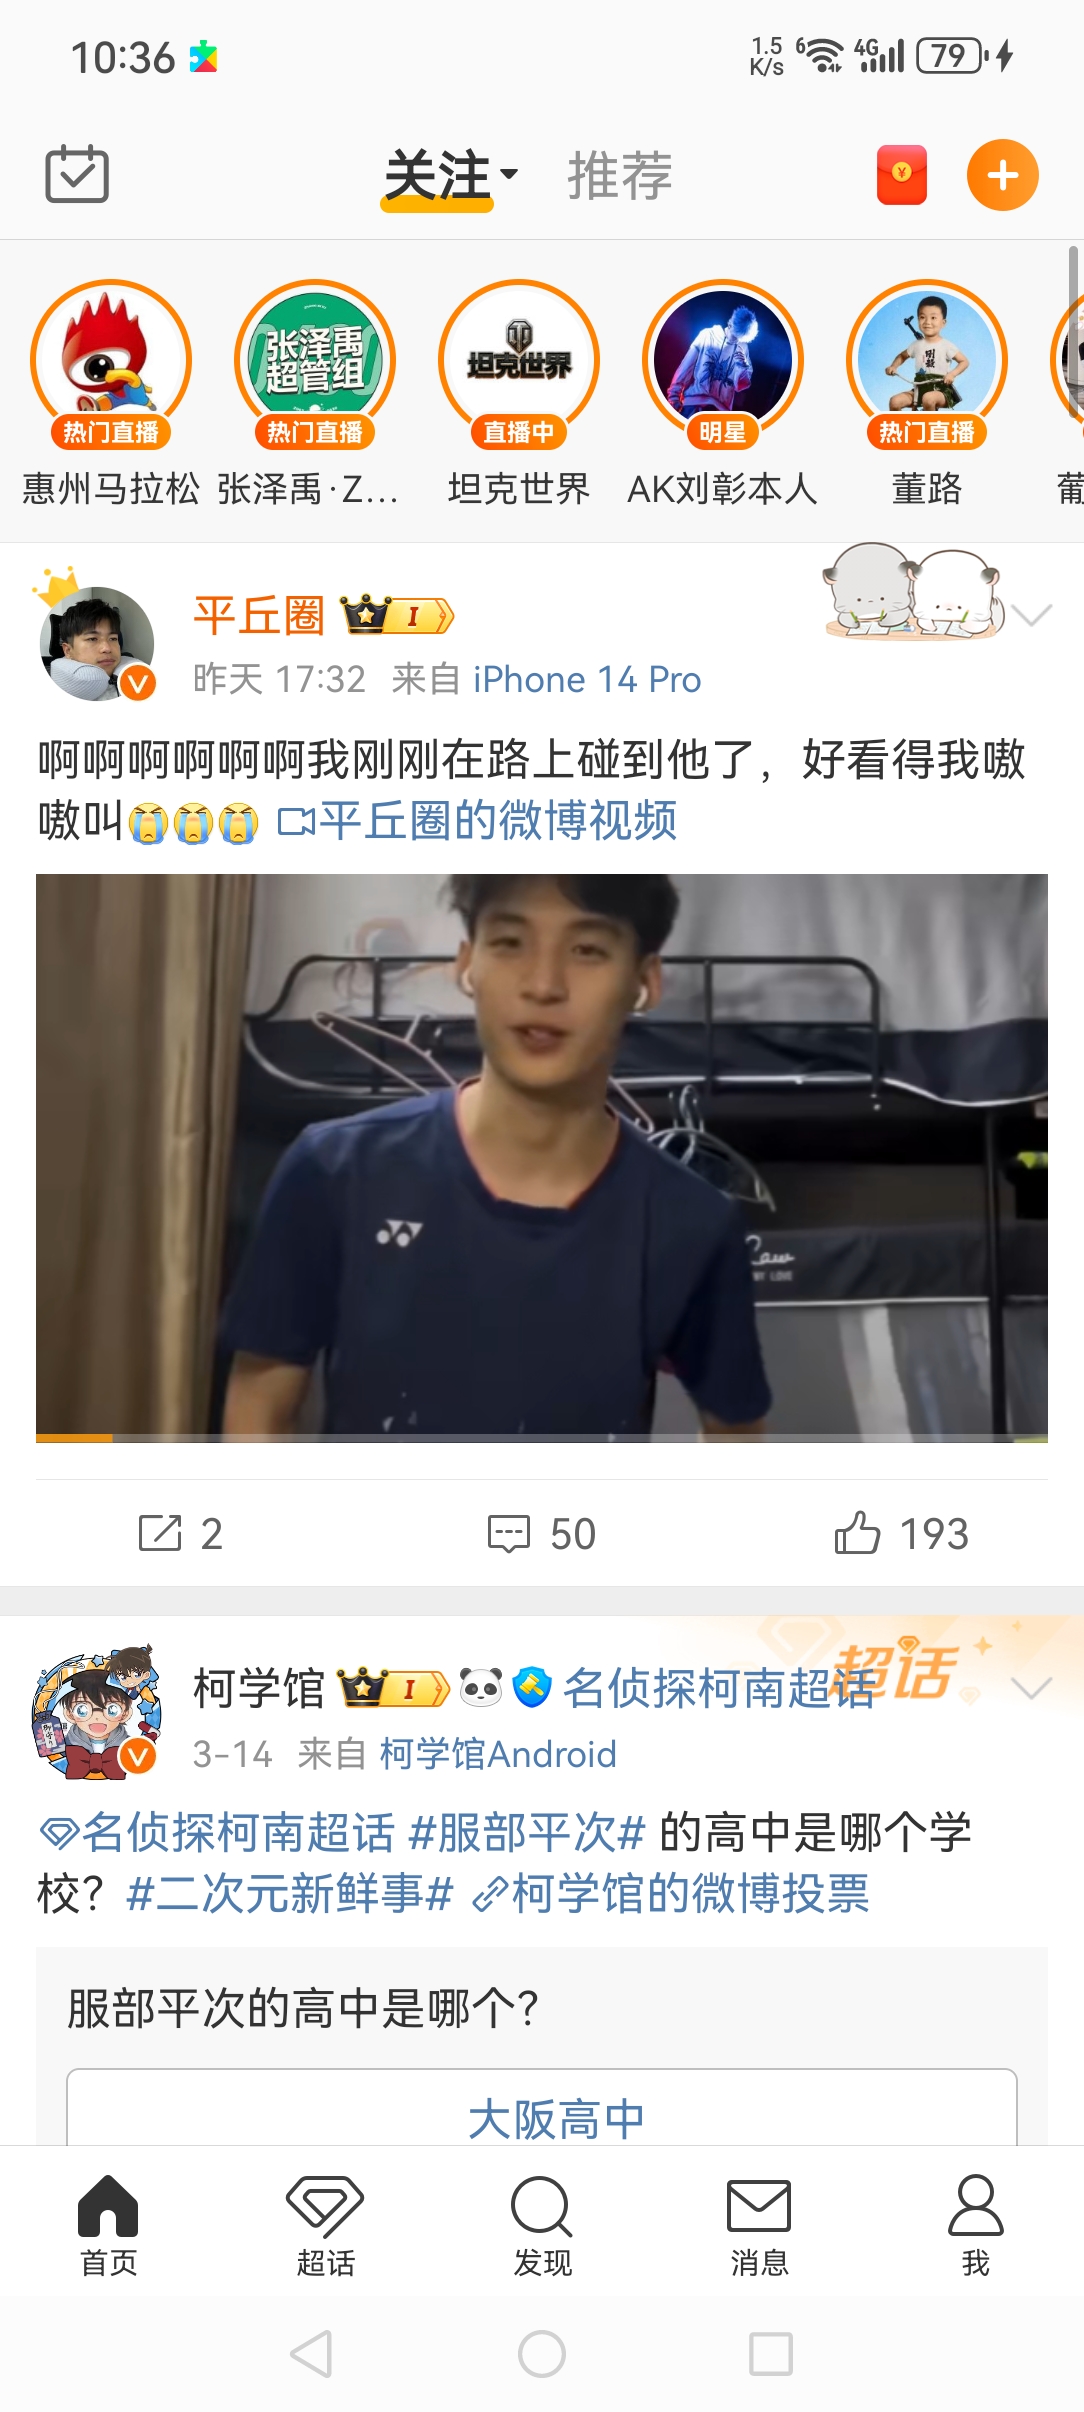 10:36
1.5
K/s
6
4G
79
关注 推荐
张泽禹
超管组
坦克世界
热门直播 热门直播 直播中 明星 热门直播
惠州马拉松 张泽禹·Z... 坦克世界 AK刘彰本人 董路 葡
平丘圈 I
昨天 17:32 来自 iPhone 14 Pro
啊啊啊啊啊啊我刚刚在路上碰到他了，好看得我嗷
嗷叫 平丘圈的微博视频
2 50 193
超话
柯学馆 I 名侦探柯南超话
3-14 来自 柯学馆Android
名侦探柯南超话 #服部平次# 的高中是哪个学
校？#二次元新鲜事# 柯学馆的微博投票
服部平次的高中是哪个？
大阪高中
首页 超话 发现 消息 我